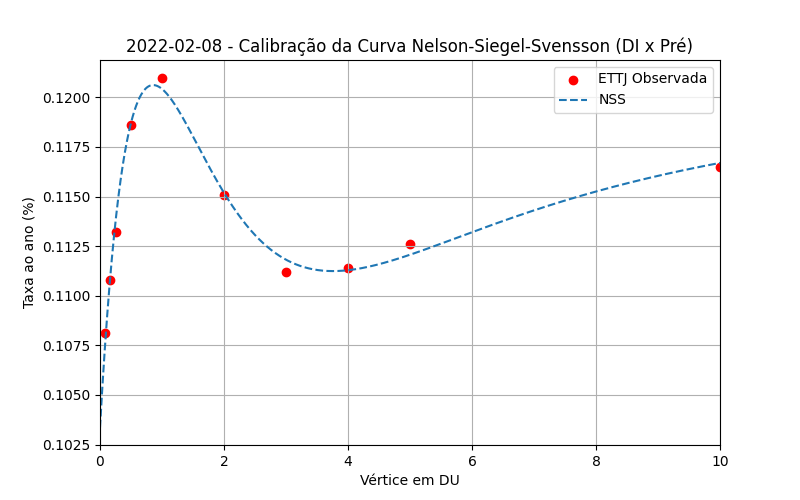 2022-02-08 - Calibração da Curva Nelson-Siegel-Svensson (DI x Pré)
ETTJ Observada
NSS
Taxa ao ano (%)
0.1200
0.1175
0.1150
0.1125
0.1100
0.1075
0.1050
0.1025
0 2 4 6 8 10
Vértice em DU